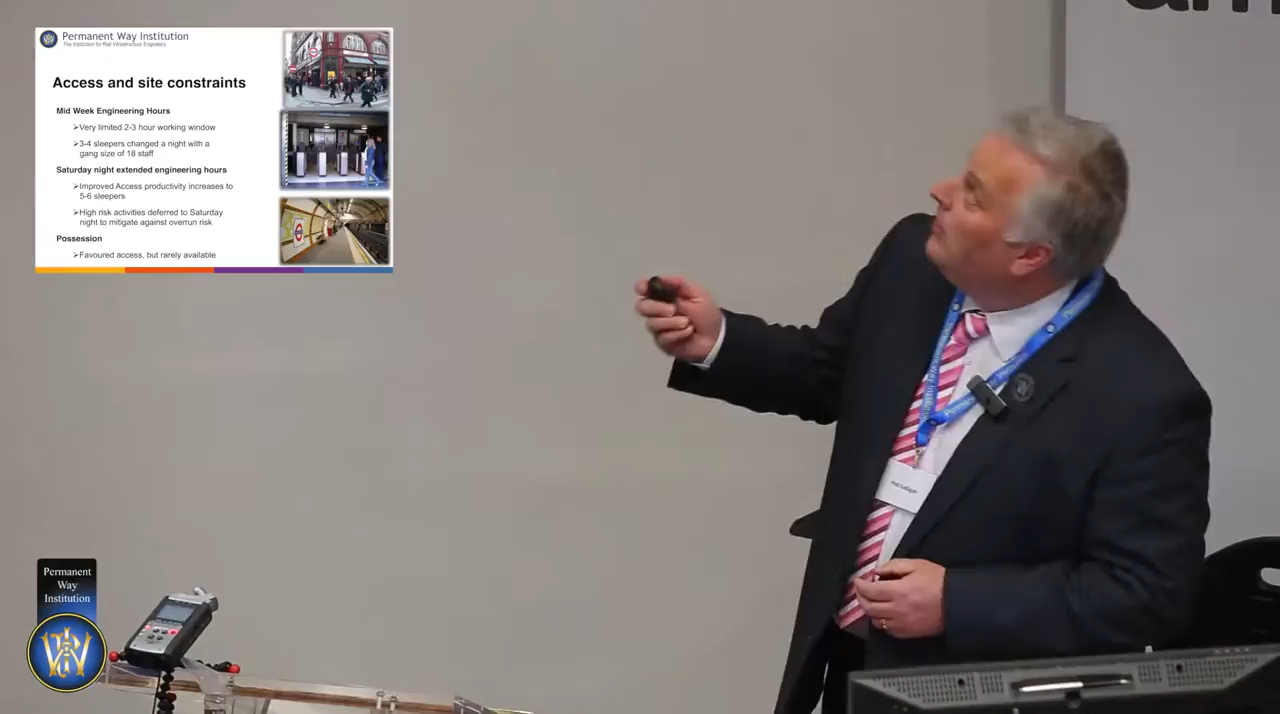 Permanent Way Institution
The Institution for Rail Infrastructure Engineers
Access and site constraints
Mid Week Engineering Hours
➢Very limited 2-3 hour working window
➢3-4 sleepers changed a night with a
gang size of 18 staff
Saturday night extended engineering hours
➢Improved Access productivity increases to
5-6 sleepers
➢High risk activities deferred to Saturday
night to mitigate against overrun risk
Possession
➢Favoured access, but rarely available
Permanent
Way
Institution